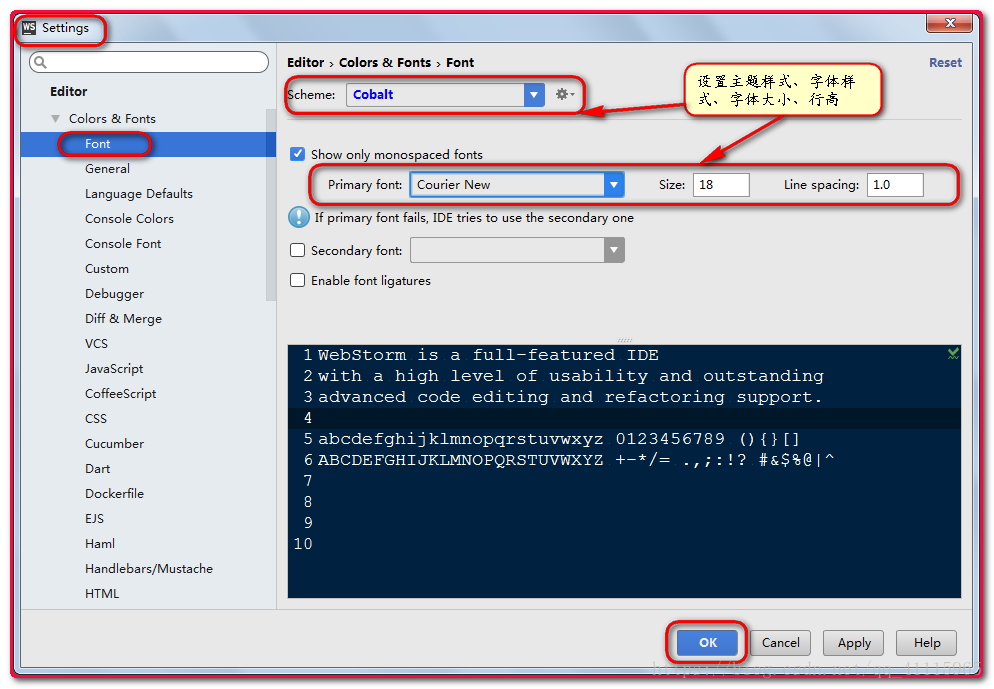 WS Settings
Editor › Colors & Fonts › Font
Reset
Editor
Colors & Fonts
Font
General
Language Defaults
Console Colors
Console Font
Custom
Debugger
Diff & Merge
VCS
JavaScript
CoffeeScript
CSS
Cucumber
Dart
Dockerfile
EJS
Haml
Handlebars/Mustache
HTML
Scheme: Cobalt
设置主题样式、字体样
式、字体大小、行高
Show only monospaced fonts
Primary font: Courier New Size: 18 Line spacing: 1.0
If primary font fails, IDE tries to use the secondary one
Secondary font:
Enable font ligatures
1 WebStorm is a full-featured IDE
2 with a high level of usability and outstanding
3 advanced code editing and refactoring support.
4
5 abcdefghijklmnopqrstuvwxyz 0123456789 (){}[]
6 ABCDEFGHIJKLMNOPQRSTUVWXYZ +-*/= .,;:!? #&$%@|^
7
8
9
10
OK Cancel Apply Help